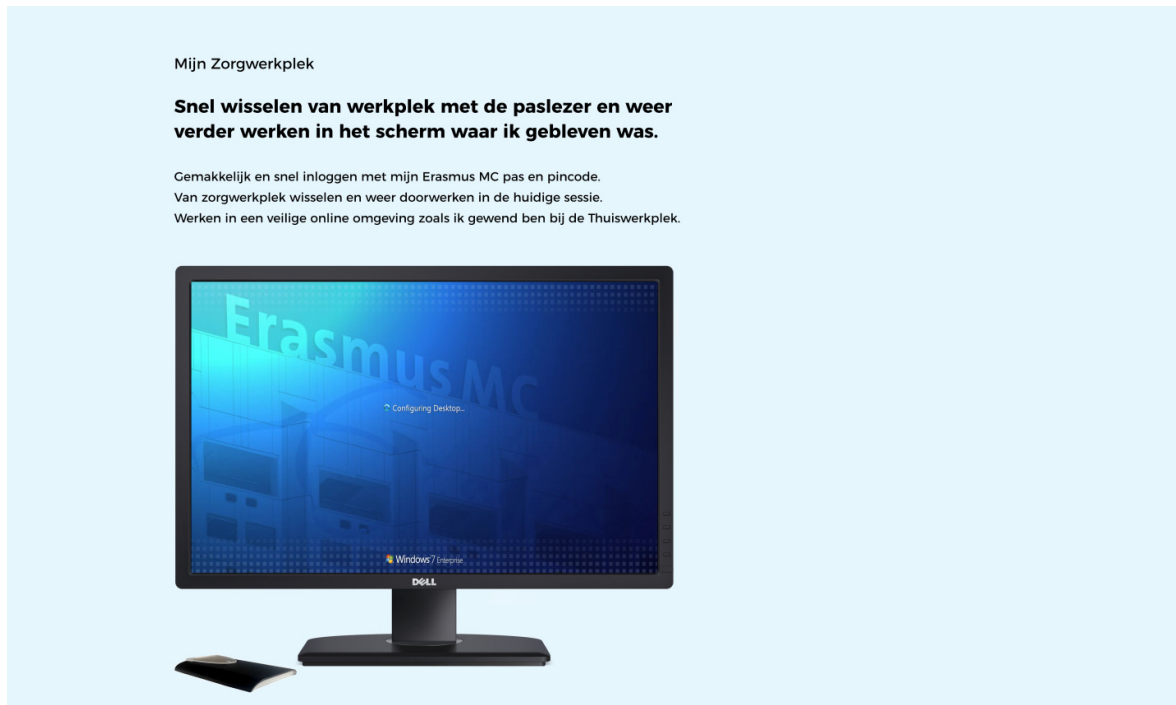 Mijn Zorgwerkplek
Snel wisselen van werkplek met de paslezer en weer
verder werken in het scherm waar ik gebleven was.
Gemakkelijk en snel inloggen met mijn Erasmus MC pas en pincode.
Van zorgwerkplek wisselen en weer doorwerken in de huidige sessie.
Werken in een veilige online omgeving zoals ik gewend ben bij de Thuiswerkplek.
Erasmus MC
Configuring Desktop...
Windows 7 Enterprise
DELL